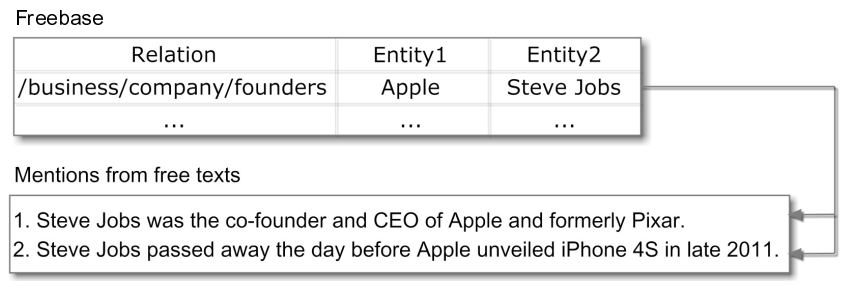 Freebase
Relation Entity1 Entity2
/business/company/founders Apple Steve Jobs
... ... ...
Mentions from free texts
1. Steve Jobs was the co-founder and CEO of Apple and formerly Pixar.
2. Steve Jobs passed away the day before Apple unveiled iPhone 4S in late 2011.